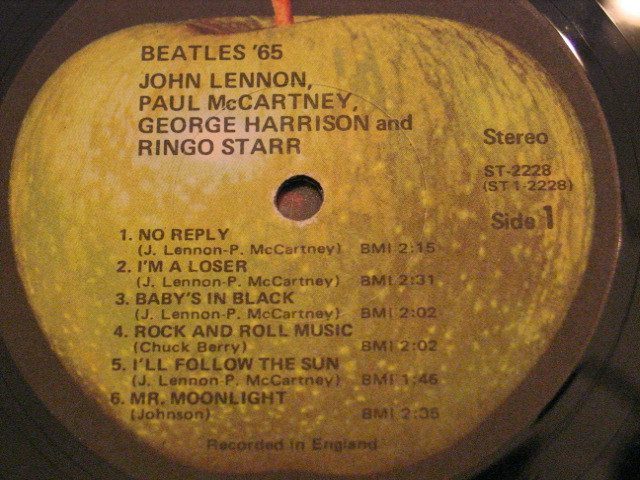 BEATLES '65
JOHN LENNON,
PAUL McCARTNEY,
GEORGE HARRISON and
RINGO STARR
Stereo
ST-2228
(ST 1-2228)
Side 1
1. NO REPLY
(J. Lennon-P. McCartney) BMI 2:15
2. I'M A LOSER
(J. Lennon-P. McCartney) BMI 2:31
3. BABY'S IN BLACK
(J. Lennon-P. McCartney) BMI 2:02
4. ROCK AND ROLL MUSIC
(Chuck Berry) BMI 2:02
5. I'LL FOLLOW THE SUN
(J. Lennon-P. McCartney) BMI 1:46
6. MR. MOONLIGHT
(Johnson) BMI 2:35
Recorded in England